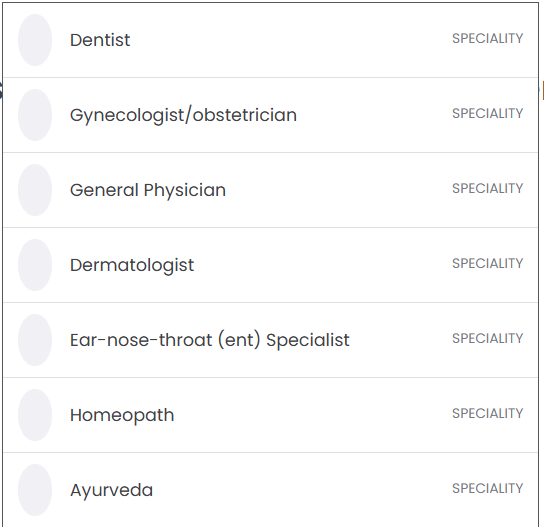 Dentist SPECIALITY
Gynecologist/obstetrician SPECIALITY
General Physician SPECIALITY
Dermatologist SPECIALITY
Ear-nose-throat (ent) Specialist SPECIALITY
Homeopath SPECIALITY
Ayurveda SPECIALITY